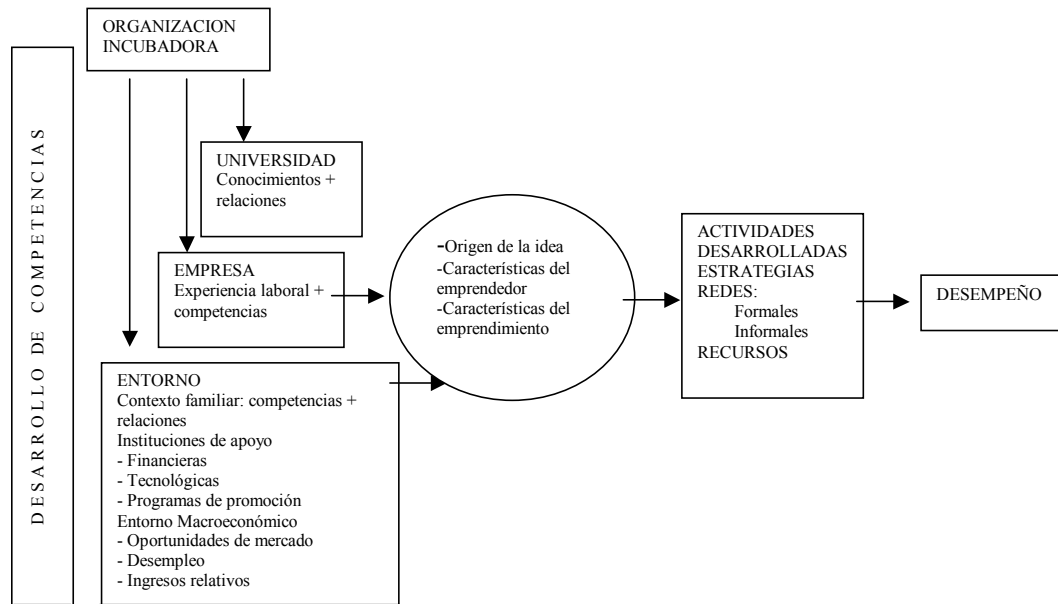 DESARROLLO DE COMPETENCIAS
ORGANIZACION
INCUBADORA
UNIVERSIDAD
Conocimientos +
relaciones
EMPRESA
Experiencia laboral +
competencias
ENTORNO
Contexto familiar: competencias +
relaciones
Instituciones de apoyo
- Financieras
- Tecnológicas
- Programas de promoción
Entorno Macroeconómico
- Oportunidades de mercado
- Desempleo
- Ingresos relativos
-Origen de la idea
-Características del
emprendedor
-Características del
emprendimiento
ACTIVIDADES
DESARROLLADAS
ESTRATEGIAS
REDES:
Formales
Informales
RECURSOS
DESEMPEÑO